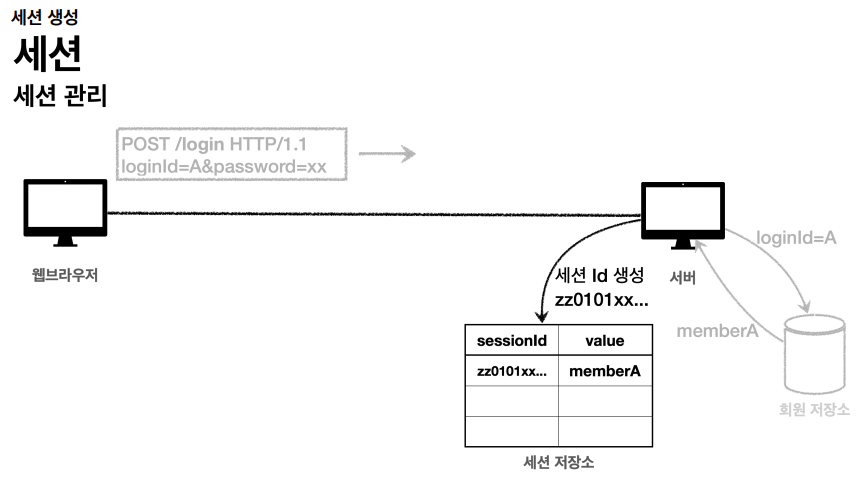 세션 생성
세션
세션 관리
POST /login HTTP/1.1
loginId=A&password=xx
웹브라우저
서버
loginId=A
세션 Id 생성
zz0101xx...
memberA
회원 저장소
sessionId value
zz0101xx... memberA
세션 저장소